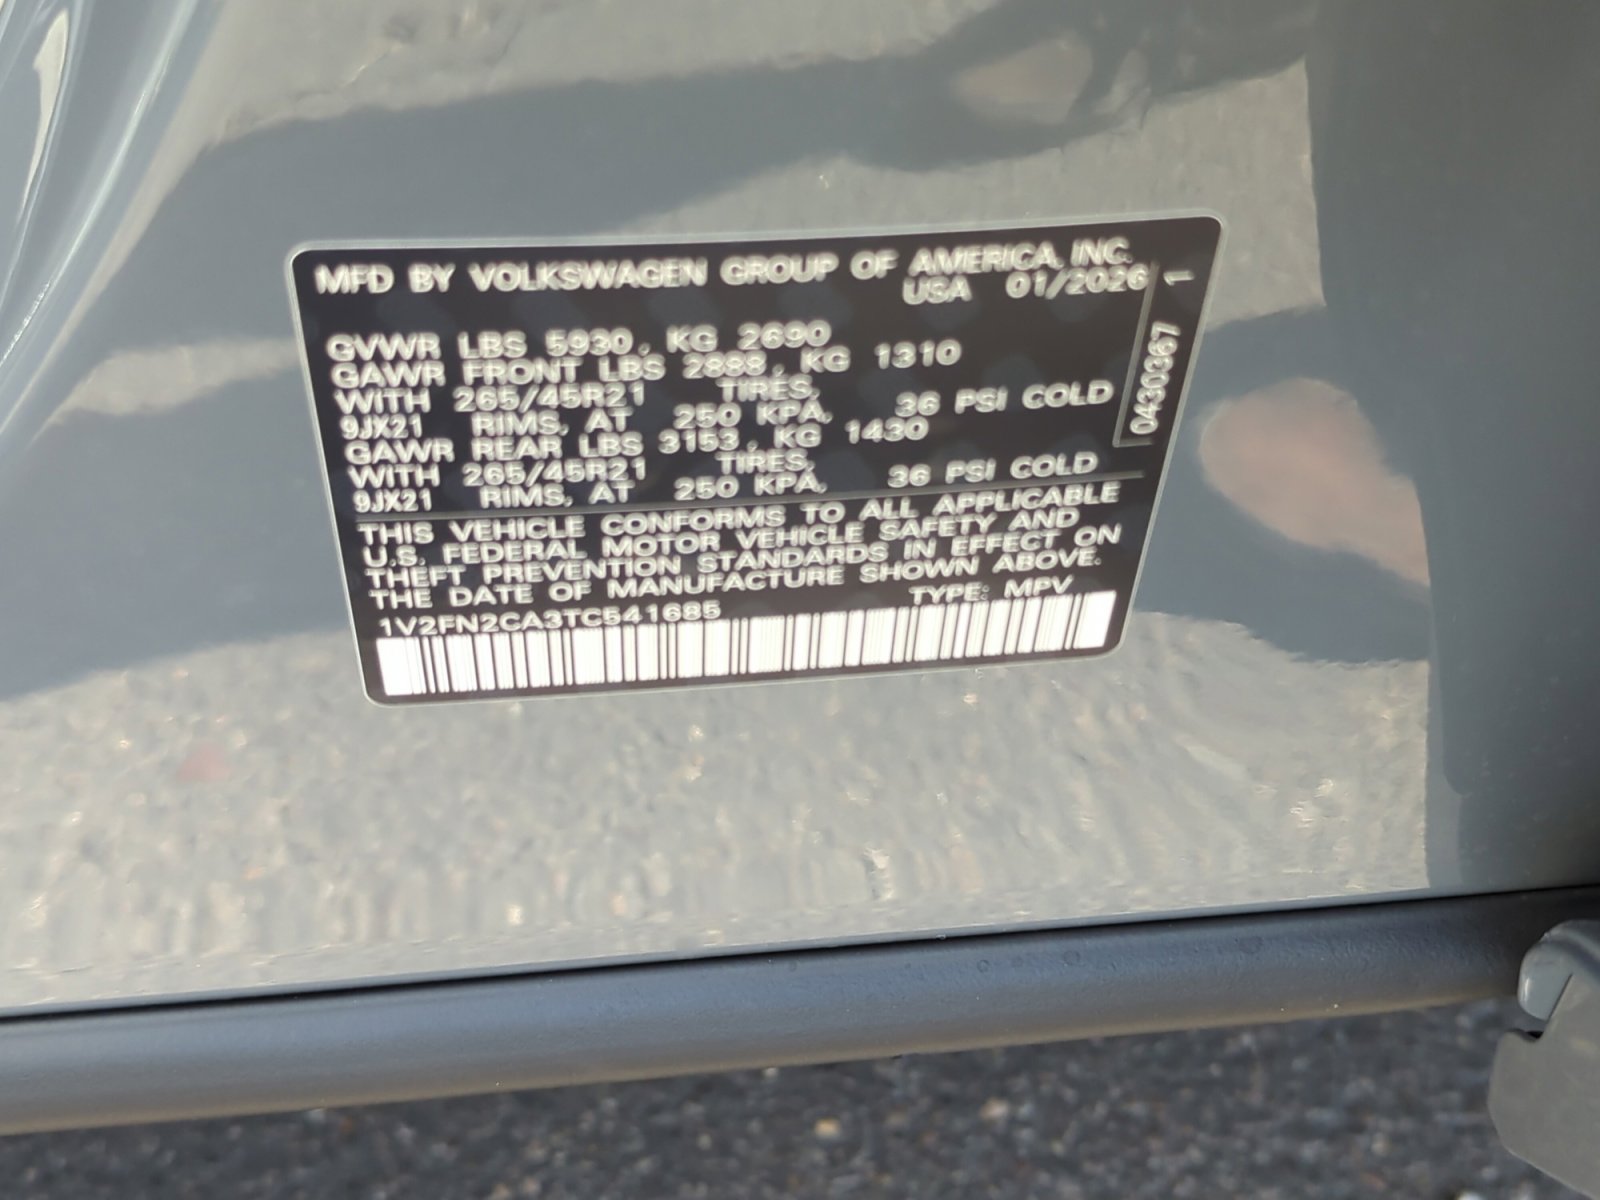 MFD BY VOLKSWAGEN GROUP OF AMERICA, INC.
USA 01/2026
GVWR LBS 5930, KG 2690
GAWR FRONT LBS 2888, KG 1310
WITH 265/45R21 TIRES,
9JX21 RIMS, AT 250 KPA, 36 PSI COLD
GAWR REAR LBS 3153, KG 1430
WITH 265/45R21 TIRES,
9JX21 RIMS, AT 250 KPA, 36 PSI COLD
THIS VEHICLE CONFORMS TO ALL APPLICABLE
U.S. FEDERAL MOTOR VEHICLE SAFETY AND
THEFT PREVENTION STANDARDS IN EFFECT ON
THE DATE OF MANUFACTURE SHOWN ABOVE.
1V2FN2CA3TC541685 TYPE: MPV
0430367 1